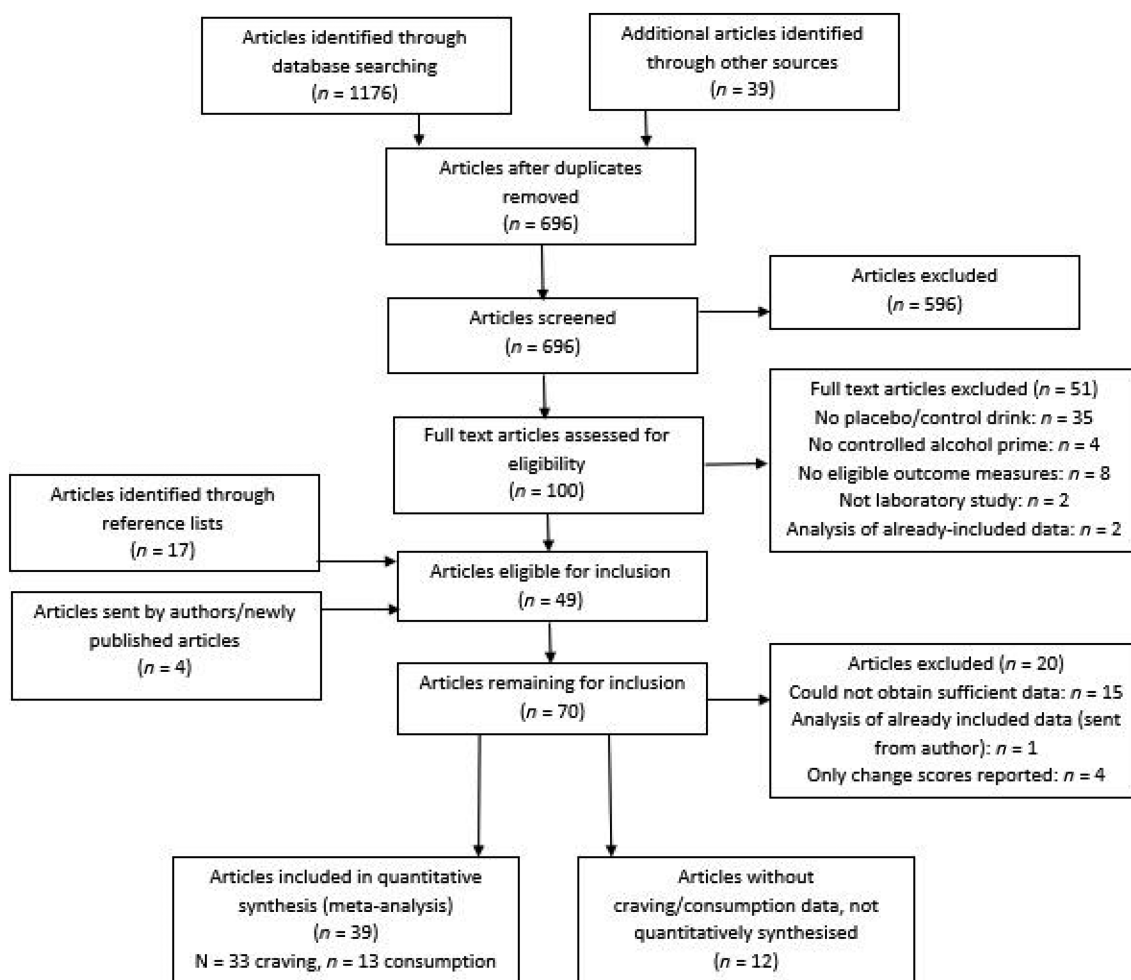 Articles identified through
database searching
(n = 1176)
Additional articles identified
through other sources
(n = 39)
Articles after duplicates
removed
(n = 696)
Articles screened
(n = 696)
Articles excluded
(n = 596)
Full text articles assessed for
eligibility
(n = 100)
Full text articles excluded (n = 51)
No placebo/control drink: n = 35
No controlled alcohol prime: n = 4
No eligible outcome measures: n = 8
Not laboratory study: n = 2
Analysis of already-included data: n = 2
Articles identified through
reference lists
(n = 17)
Articles eligible for inclusion
(n = 49)
Articles sent by authors/newly
published articles
(n = 4)
Articles remaining for inclusion
(n = 70)
Articles excluded (n = 20)
Could not obtain sufficient data: n = 15
Analysis of already included data (sent
from author): n = 1
Only change scores reported: n = 4
Articles included in quantitative
synthesis (meta-analysis)
(n = 39)
N = 33 craving, n = 13 consumption
Articles without
craving/consumption data, not
quantitatively synthesised
(n = 12)